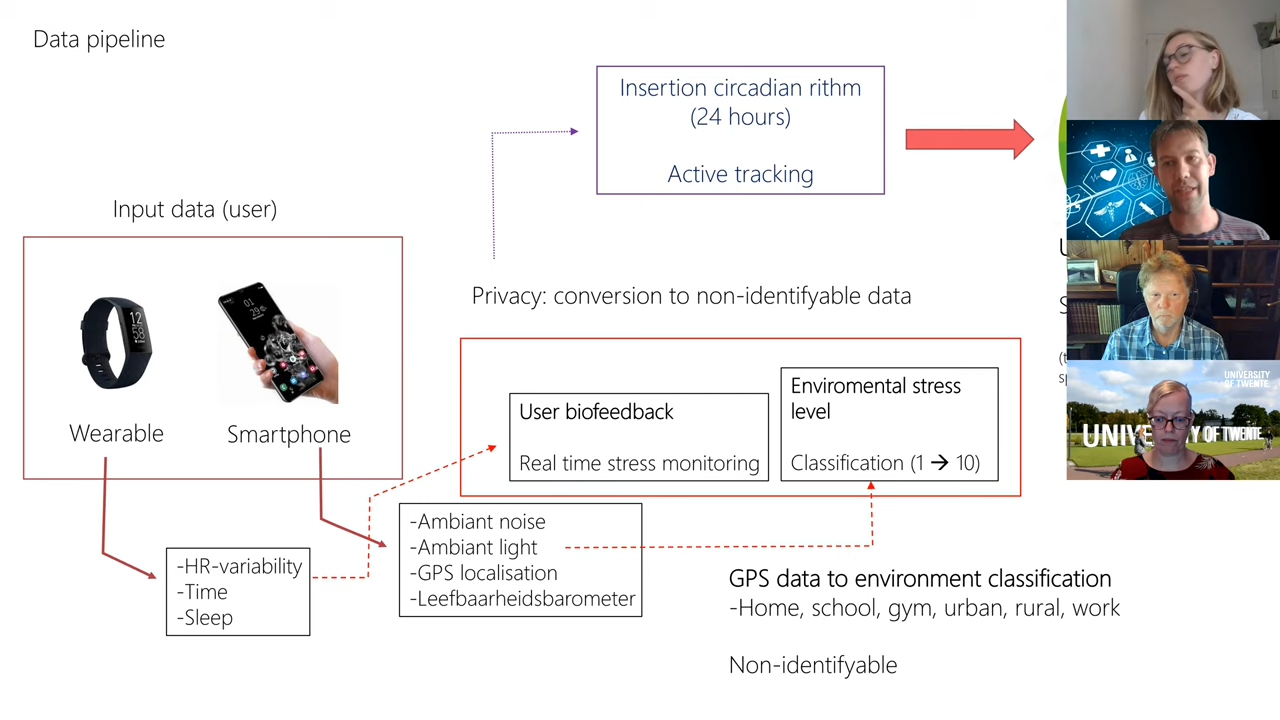 Data pipeline
Insertion circadian rithm
(24 hours)
Active tracking
Input data (user)
Privacy: conversion to non-identifyable data
Wearable
Smartphone
User biofeedback
Real time stress monitoring
Enviromental stress
level
Classification (1 → 10)
-HR-variability
-Time
-Sleep
-Ambiant noise
-Ambiant light
-GPS localisation
-Leefbaarheidsbarometer
GPS data to environment classification
-Home, school, gym, urban, rural, work
Non-identifyable
UNIVERSITY
OF TWENTE.
UNIVERSITY OF TWENTE.